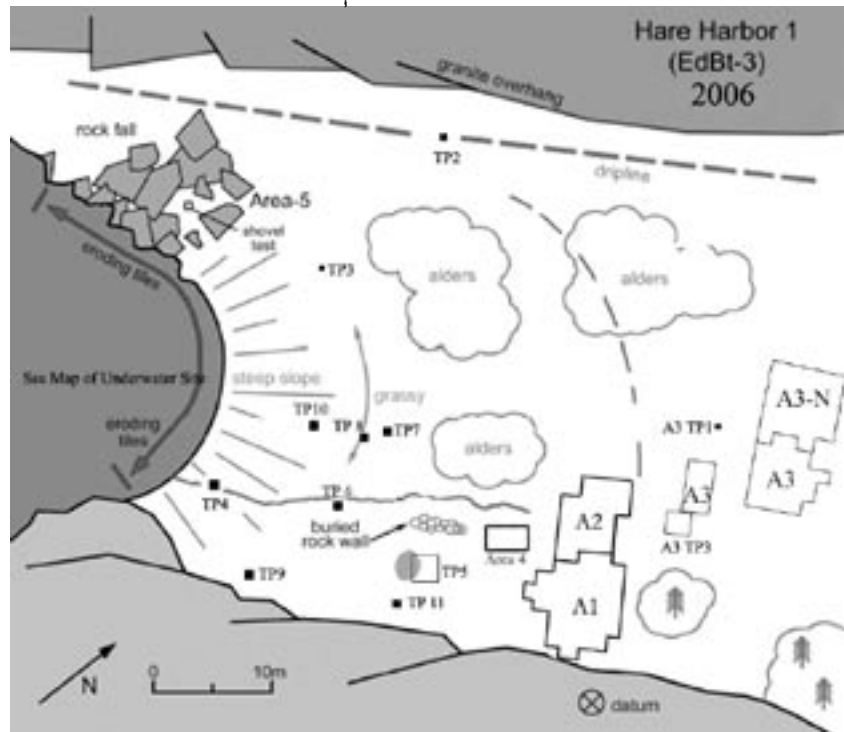 Hare Harbor 1
(EdBt-3)
2006
granite overhang
rock fall
TP2
dripline
Area-5
shovel
test
eroding tiles
TP3
alders
alders
See Map of Underwater Site
steep slope
grassy
TP10
TP 8
TP7
A3-N
A3 TP1
eroding
tiles
alders
A3
A3
TP4
TP 6
A2
buried
rock wall
Area 4
A3 TP3
TP5
TP9
TP 11
A1
N
0
10m
datum